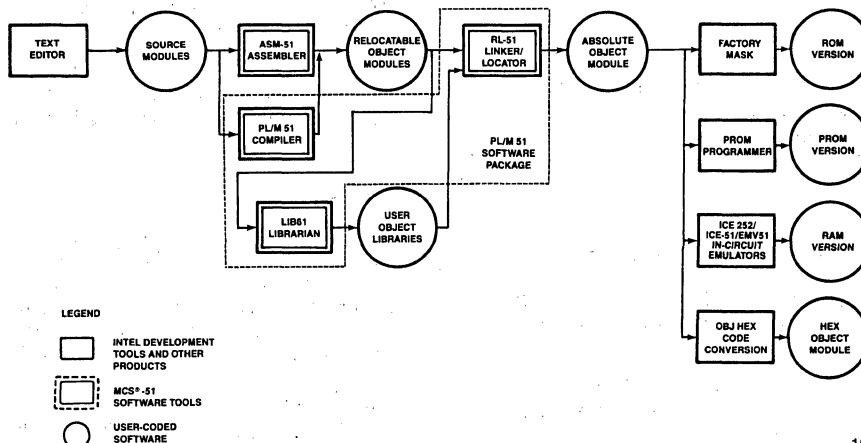 TEXT
EDITOR
SOURCE
MODULES
ASM-51
ASSEMBLER
RELOCATABLE
OBJECT
MODULES
RL-51
LINKER/
LOCATOR
ABSOLUTE
OBJECT
MODULE
FACTORY
MASK
ROM
VERSION
PL/M 51
COMPILER
PL/M 51
SOFTWARE
PACKAGE
PROM
PROGRAMMER
PROM
VERSION
LIB61
LIBRARIAN
USER
OBJECT
LIBRARIES
ICE 252/
ICE-51/EMV51
IN-CIRCUIT
EMULATORS
RAM
VERSION
OBJ HEX
CODE
CONVERSION
HEX
OBJECT
MODULE
LEGEND
INTEL DEVELOPMENT
TOOLS AND OTHER
PRODUCTS
MCS®-51
SOFTWARE TOOLS
USER-CODED
SOFTWARE